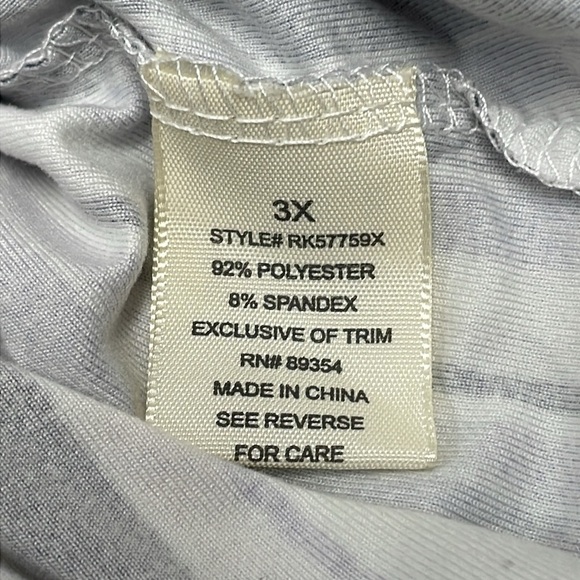 3X
STYLE# RK57759X
92% POLYESTER
8% SPANDEX
EXCLUSIVE OF TRIM
RN# 89354
MADE IN CHINA
SEE REVERSE
FOR CARE